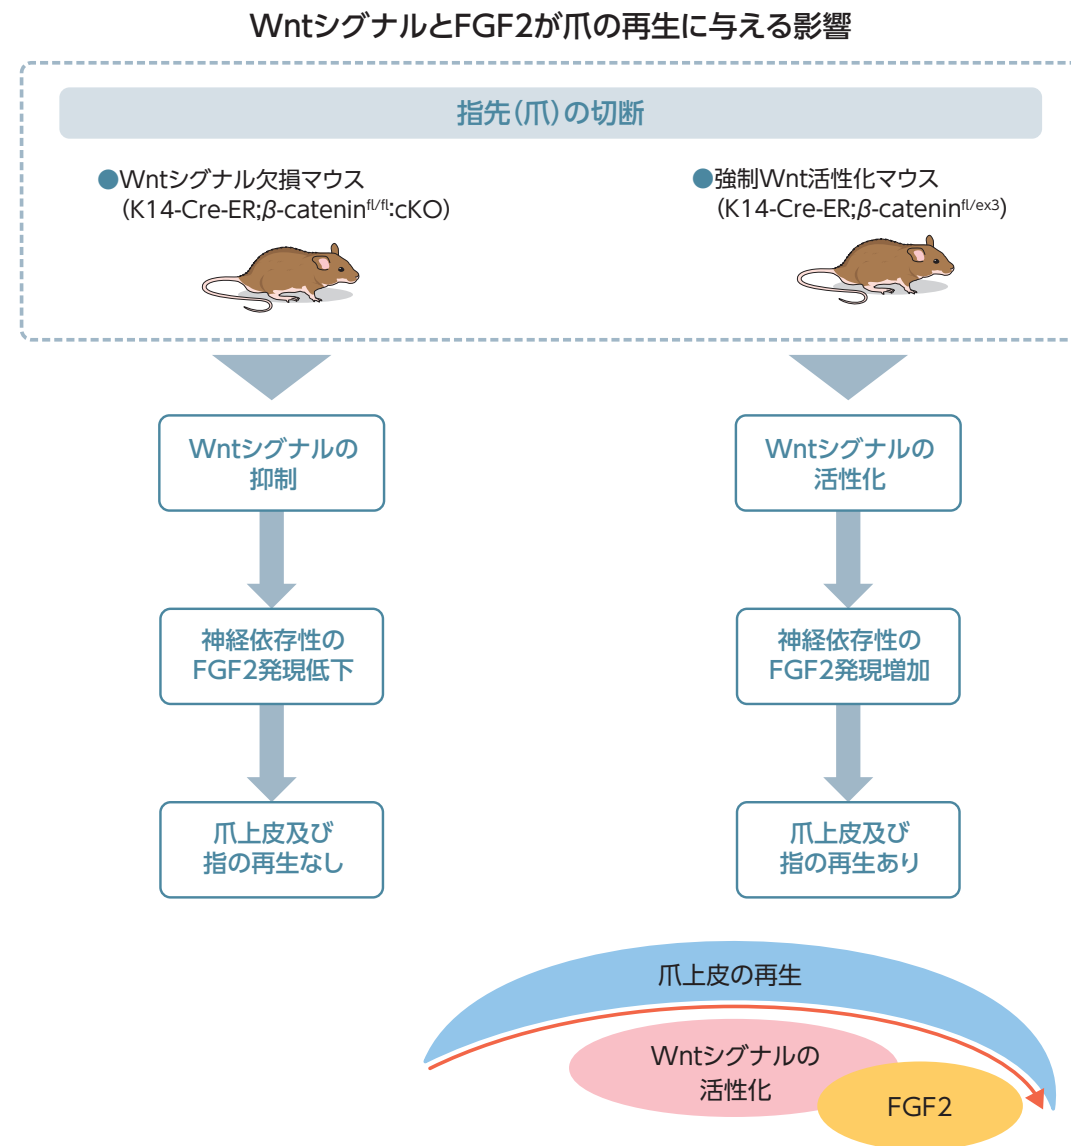 WntシグナルとFGF2が爪の再生に与える影響
指先(爪)の切断
●Wntシグナル欠損マウス
(K14-Cre-ER;β-catenin^fl/fl:cKO)
●強制Wnt活性化マウス
(K14-Cre-ER;β-catenin^fl/ex3)
Wntシグナルの
抑制
神経依存性の
FGF2発現低下
爪上皮及び
指の再生なし
Wntシグナルの
活性化
神経依存性の
FGF2発現増加
爪上皮及び
指の再生あり
爪上皮の再生
Wntシグナルの
活性化
FGF2